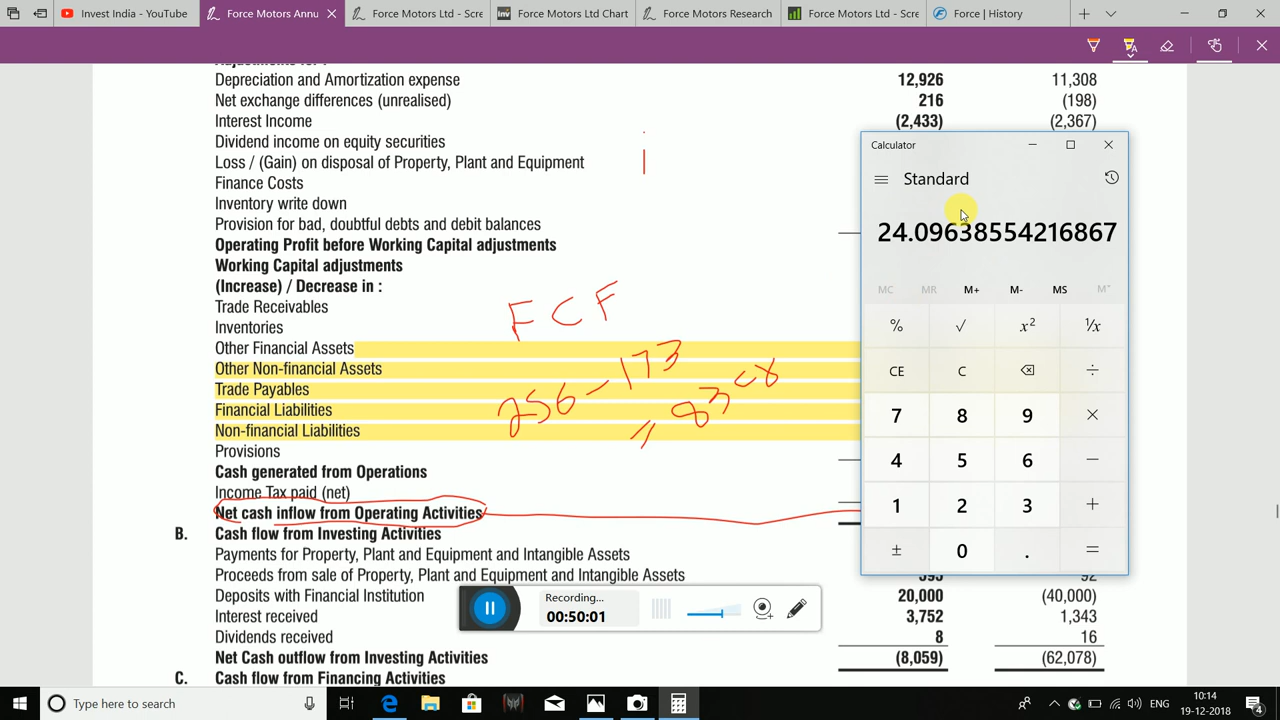 Invest India - YouTube
Force Motors Annu
Force Motors Ltd - Scre
Force Motors Ltd Chart
Force Motors Research
Force Motors Ltd - Scre
Force | History
Depreciation and Amortization expense 12,926 11,308
Net exchange differences (unrealised) 216 (198)
Interest Income (2,433) (2,367)
Dividend income on equity securities
Loss / (Gain) on disposal of Property, Plant and Equipment
Finance Costs
Inventory write down
Provision for bad, doubtful debts and debit balances
Operating Profit before Working Capital adjustments
Working Capital adjustments
(Increase) / Decrease in :
Trade Receivables
Inventories
Other Financial Assets
Other Non-financial Assets
Trade Payables
Financial Liabilities
Non-financial Liabilities
Provisions
Cash generated from Operations
Income Tax paid (net)
Net cash inflow from Operating Activities
B. Cash flow from Investing Activities
Payments for Property, Plant and Equipment and Intangible Assets
Proceeds from sale of Property, Plant and Equipment and Intangible Assets 92
Deposits with Financial Institution 20,000 (40,000)
Interest received 3,752 1,343
Dividends received 8 16
Net Cash outflow from Investing Activities (8,059) (62,078)
C. Cash flow from Financing Activities
FCF
256 - 173
= 83 cr
Calculator
Standard
24.09638554216867
MC MR M+ M- MS M˅
% √ x² ¹/x
CE C ⌫ ÷
7 8 9 ×
4 5 6 −
1 2 3 +
± 0 . =
Recording...
00:50:01
Type here to search
ENG
10:14
19-12-2018
4